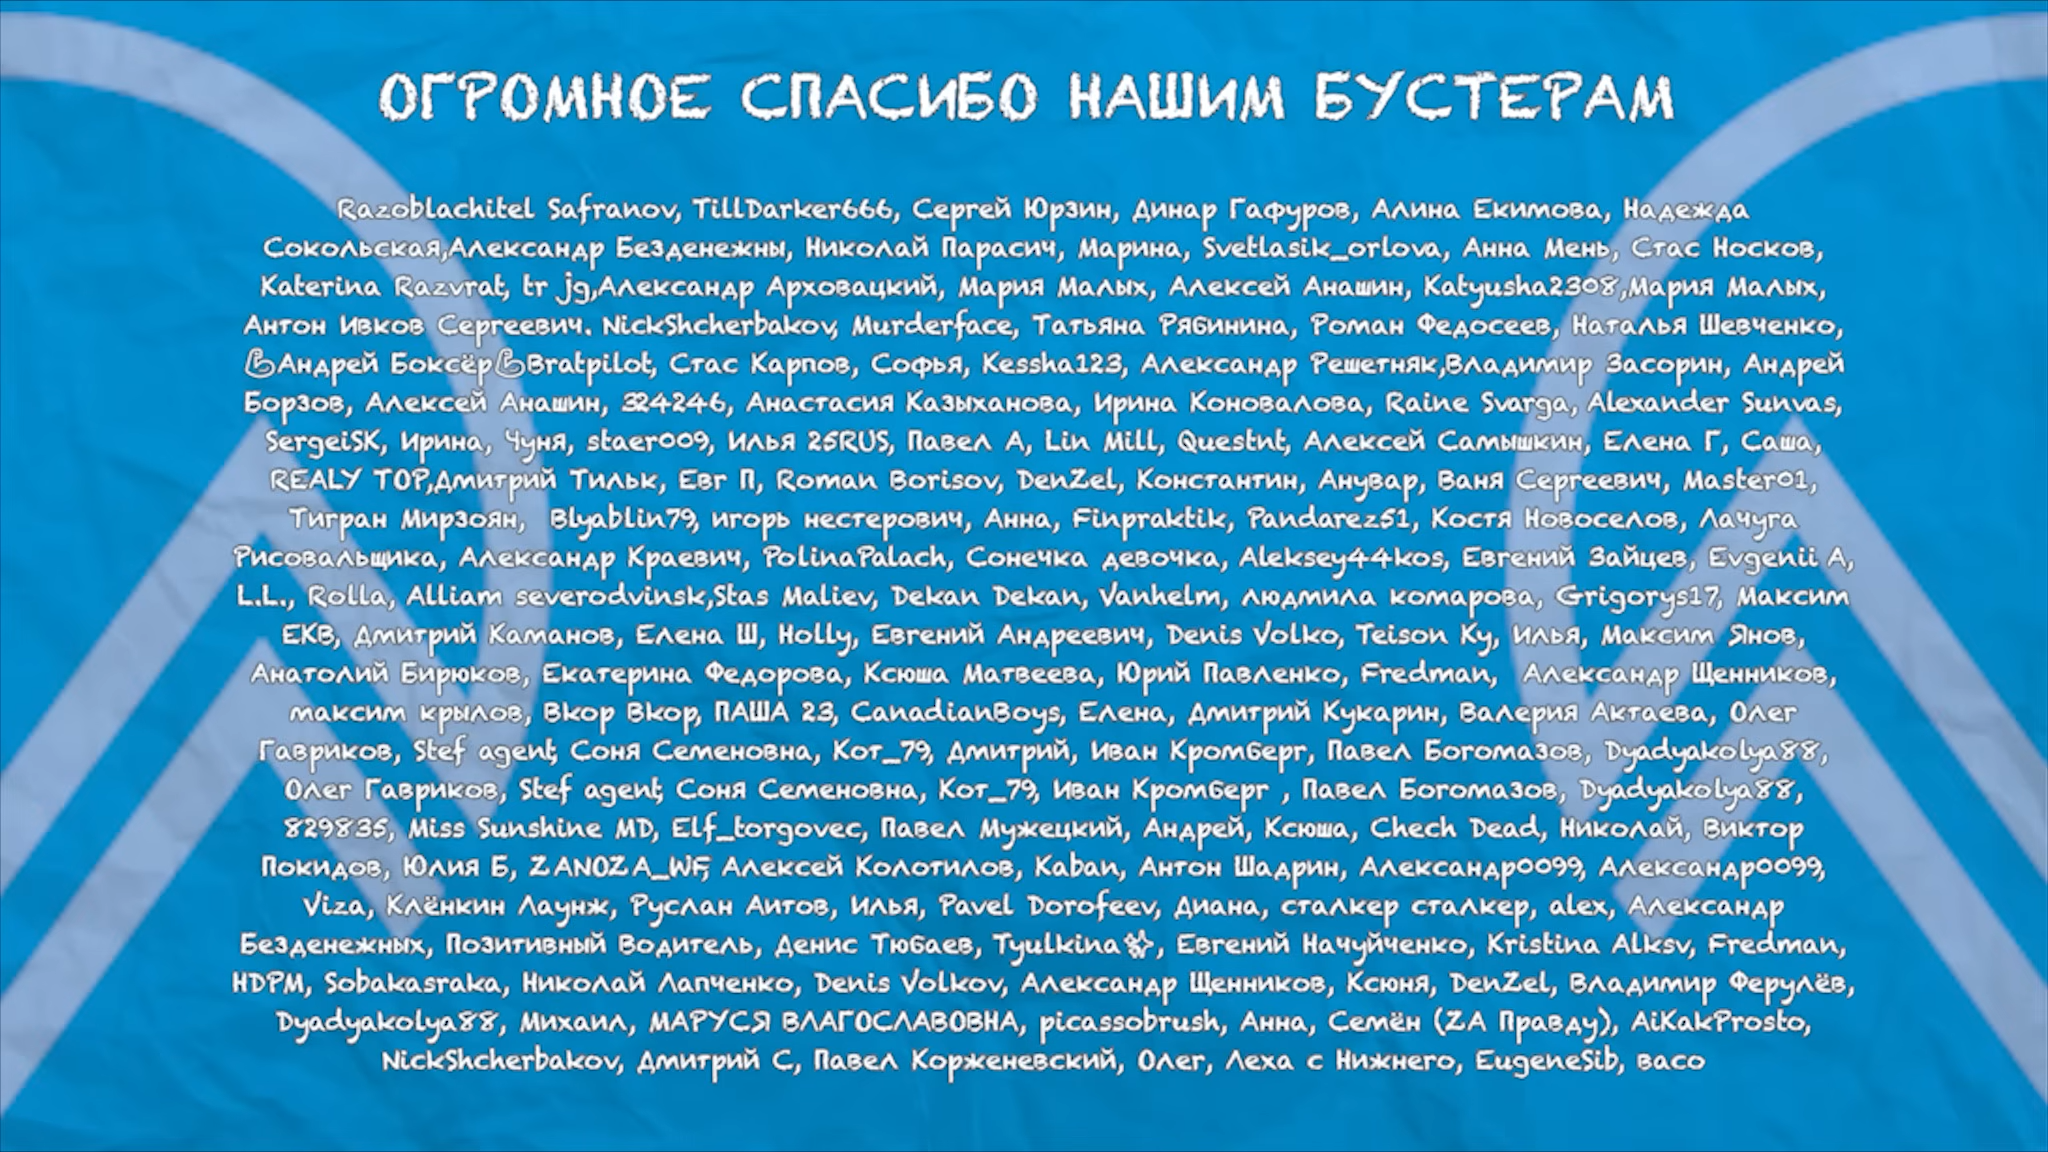 ОГРОМНОЕ СПАСИБО НАШИМ БУСТЕРАМ
Razoblachitel Safranov, TillDarker666, Сергей Юрзин, Динар Гафуров, Алина Екимова, Надежда
Сокольская,Александр Безденежны, Николай Парасич, Марина, Svetlasik_orlova, Анна Мень, Стас Носков,
Katerina Razvrat, tr jg,Александр Арховацкий, Мария Малых, Алексей Анашин, Katyusha2308,Мария Малых,
Антон Ивков Сергеевич. NickShcherbakov, Murderface, Татьяна Рябинина, Роман Федосеев, Наталья Шевченко,
💪Андрей Боксёр💪Bratpilot, Стас Карпов, Софья, Kessha123, Александр Решетняк,Владимир Засорин, Андрей
Борзов, Алексей Анашин, 324246, Анастасия Казыханова, Ирина Коновалова, Raine Svarga, Alexander Sunvas,
SergeiSK, Ирина, Чуня, staer009, Илья 25RUS, Павел А, Lin Mill, Questnt, Алексей Самышкин, Елена Г, Саша,
REALY TOP,Дмитрий Тильк, Евг П, Roman Borisov, DenZel, Константин, Анувар, Ваня Сергеевич, Master01,
Тигран Мирзоян,  Blyablin79, игорь нестерович, Анна, Finpraktik, Pandarez51, Костя Новоселов, Лачуга
Рисовальщика, Александр Краевич, PolinaPalach, Сонечка девочка, Aleksey44kos, Евгений Зайцев, Evgenii A,
L.L., Rolla, Alliam severodvinsk,Stas Maliev, Dekan Dekan, Vanhelm, людмила комарова, Grigorys17, Максим
ЕКВ, Дмитрий Каманов, Елена Ш, Holly, Евгений Андреевич, Denis Volko, Teison Ky, Илья, Максим Янов,
Анатолий Бирюков, Екатерина Федорова, Ксюша Матвеева, Юрий Павленко, Fredman,  Александр Щенников,
максим крылов, Вкор Вкор, ПАША 23, CanadianBoys, Елена, Дмитрий Кукарин, Валерия Актаева, Олег
Гавриков, Stef agent, Соня Семеновна, Кот_79, Дмитрий, Иван Кромберг, Павел Богомазов, Dyadyakolya88,
Олег Гавриков, Stef agent, Соня Семеновна, Кот_79, Иван Кромберг , Павел Богомазов, Dyadyakolya88,
829835, Miss Sunshine MD, Elf_torgovec, Павел Мужецкий, Андрей, Ксюша, Chech Dead, Николай, Виктор
Покидов, Юлия Б, ZANOZA_WF, Алексей Колотилов, Kaban, Антон Шадрин, Александр0099, Александр0099,
Viza, Клёнкин Лаунж, Руслан Аитов, Илья, Pavel Dorofeev, Диана, сталкер сталкер, alex, Александр
Безденежных, Позитивный Водитель, Денис Тюбаев, Tyulkina✨, Евгений Начуйченко, Kristina Alksv, Fredman,
HDPM, Sobakasraka, Николай Лапченко, Denis Volkov, Александр Щенников, Ксюня, DenZel, Владимир Ферулёв,
Dyadyakolya88, Михаил, МАРУСЯ ВЛАГОСЛАВОВНА, picassobrush, Анна, Семён (ZA Правду), AiKakProsto,
NickShcherbakov, Дмитрий С, Павел Корженевский, Олег, Леха с Нижнего, EugeneSib, васо